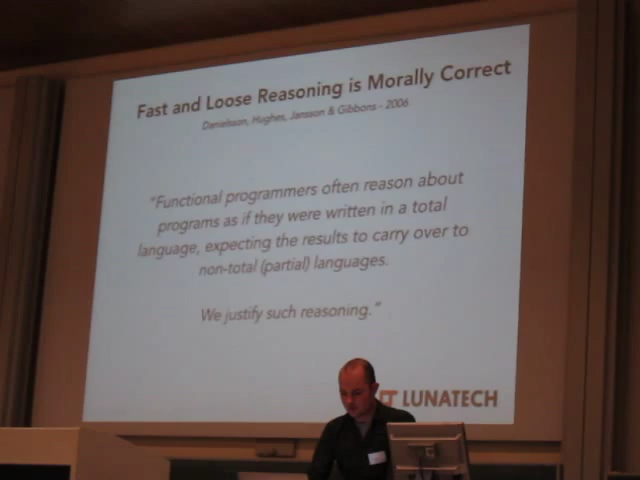 Fast and Loose Reasoning is Morally Correct
Danielsson, Hughes, Jansson & Gibbons - 2006
"Functional programmers often reason about
programs as if they were written in a total
language, expecting the results to carry over to
non-total (partial) languages.
We justify such reasoning."
LUNATECH